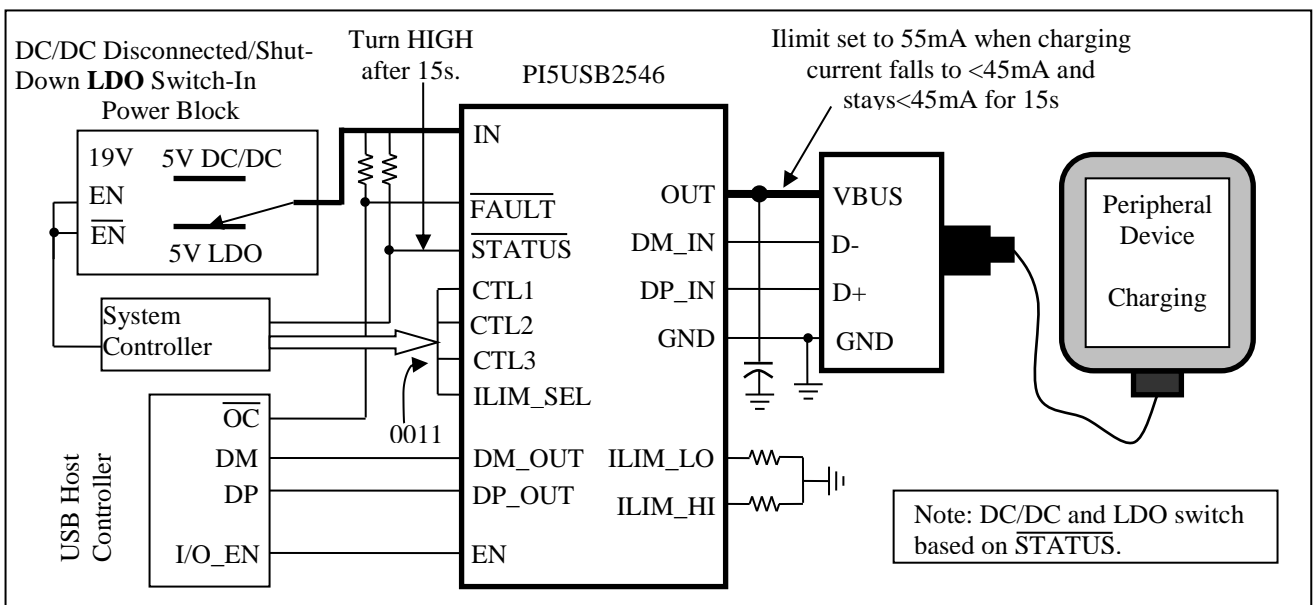 DC/DC Disconnected/Shut-
Down LDO Switch-In
Power Block
Turn HIGH
after 15s.
PI5USB2546
Ilimit set to 55mA when charging
current falls to <45mA and
stays<45mA for 15s
19V 5V DC/DC
EN
EN
5V LDO
System
Controller
USB Host
Controller
OC
DM
DP
I/O_EN
0011
IN
FAULT
STATUS
CTL1
CTL2
CTL3
ILIM_SEL
DM_OUT
DP_OUT
EN
OUT
DM_IN
DP_IN
GND
ILIM_LO
ILIM_HI
VBUS
D-
D+
GND
Peripheral
Device
Charging
Note: DC/DC and LDO switch
based on STATUS.